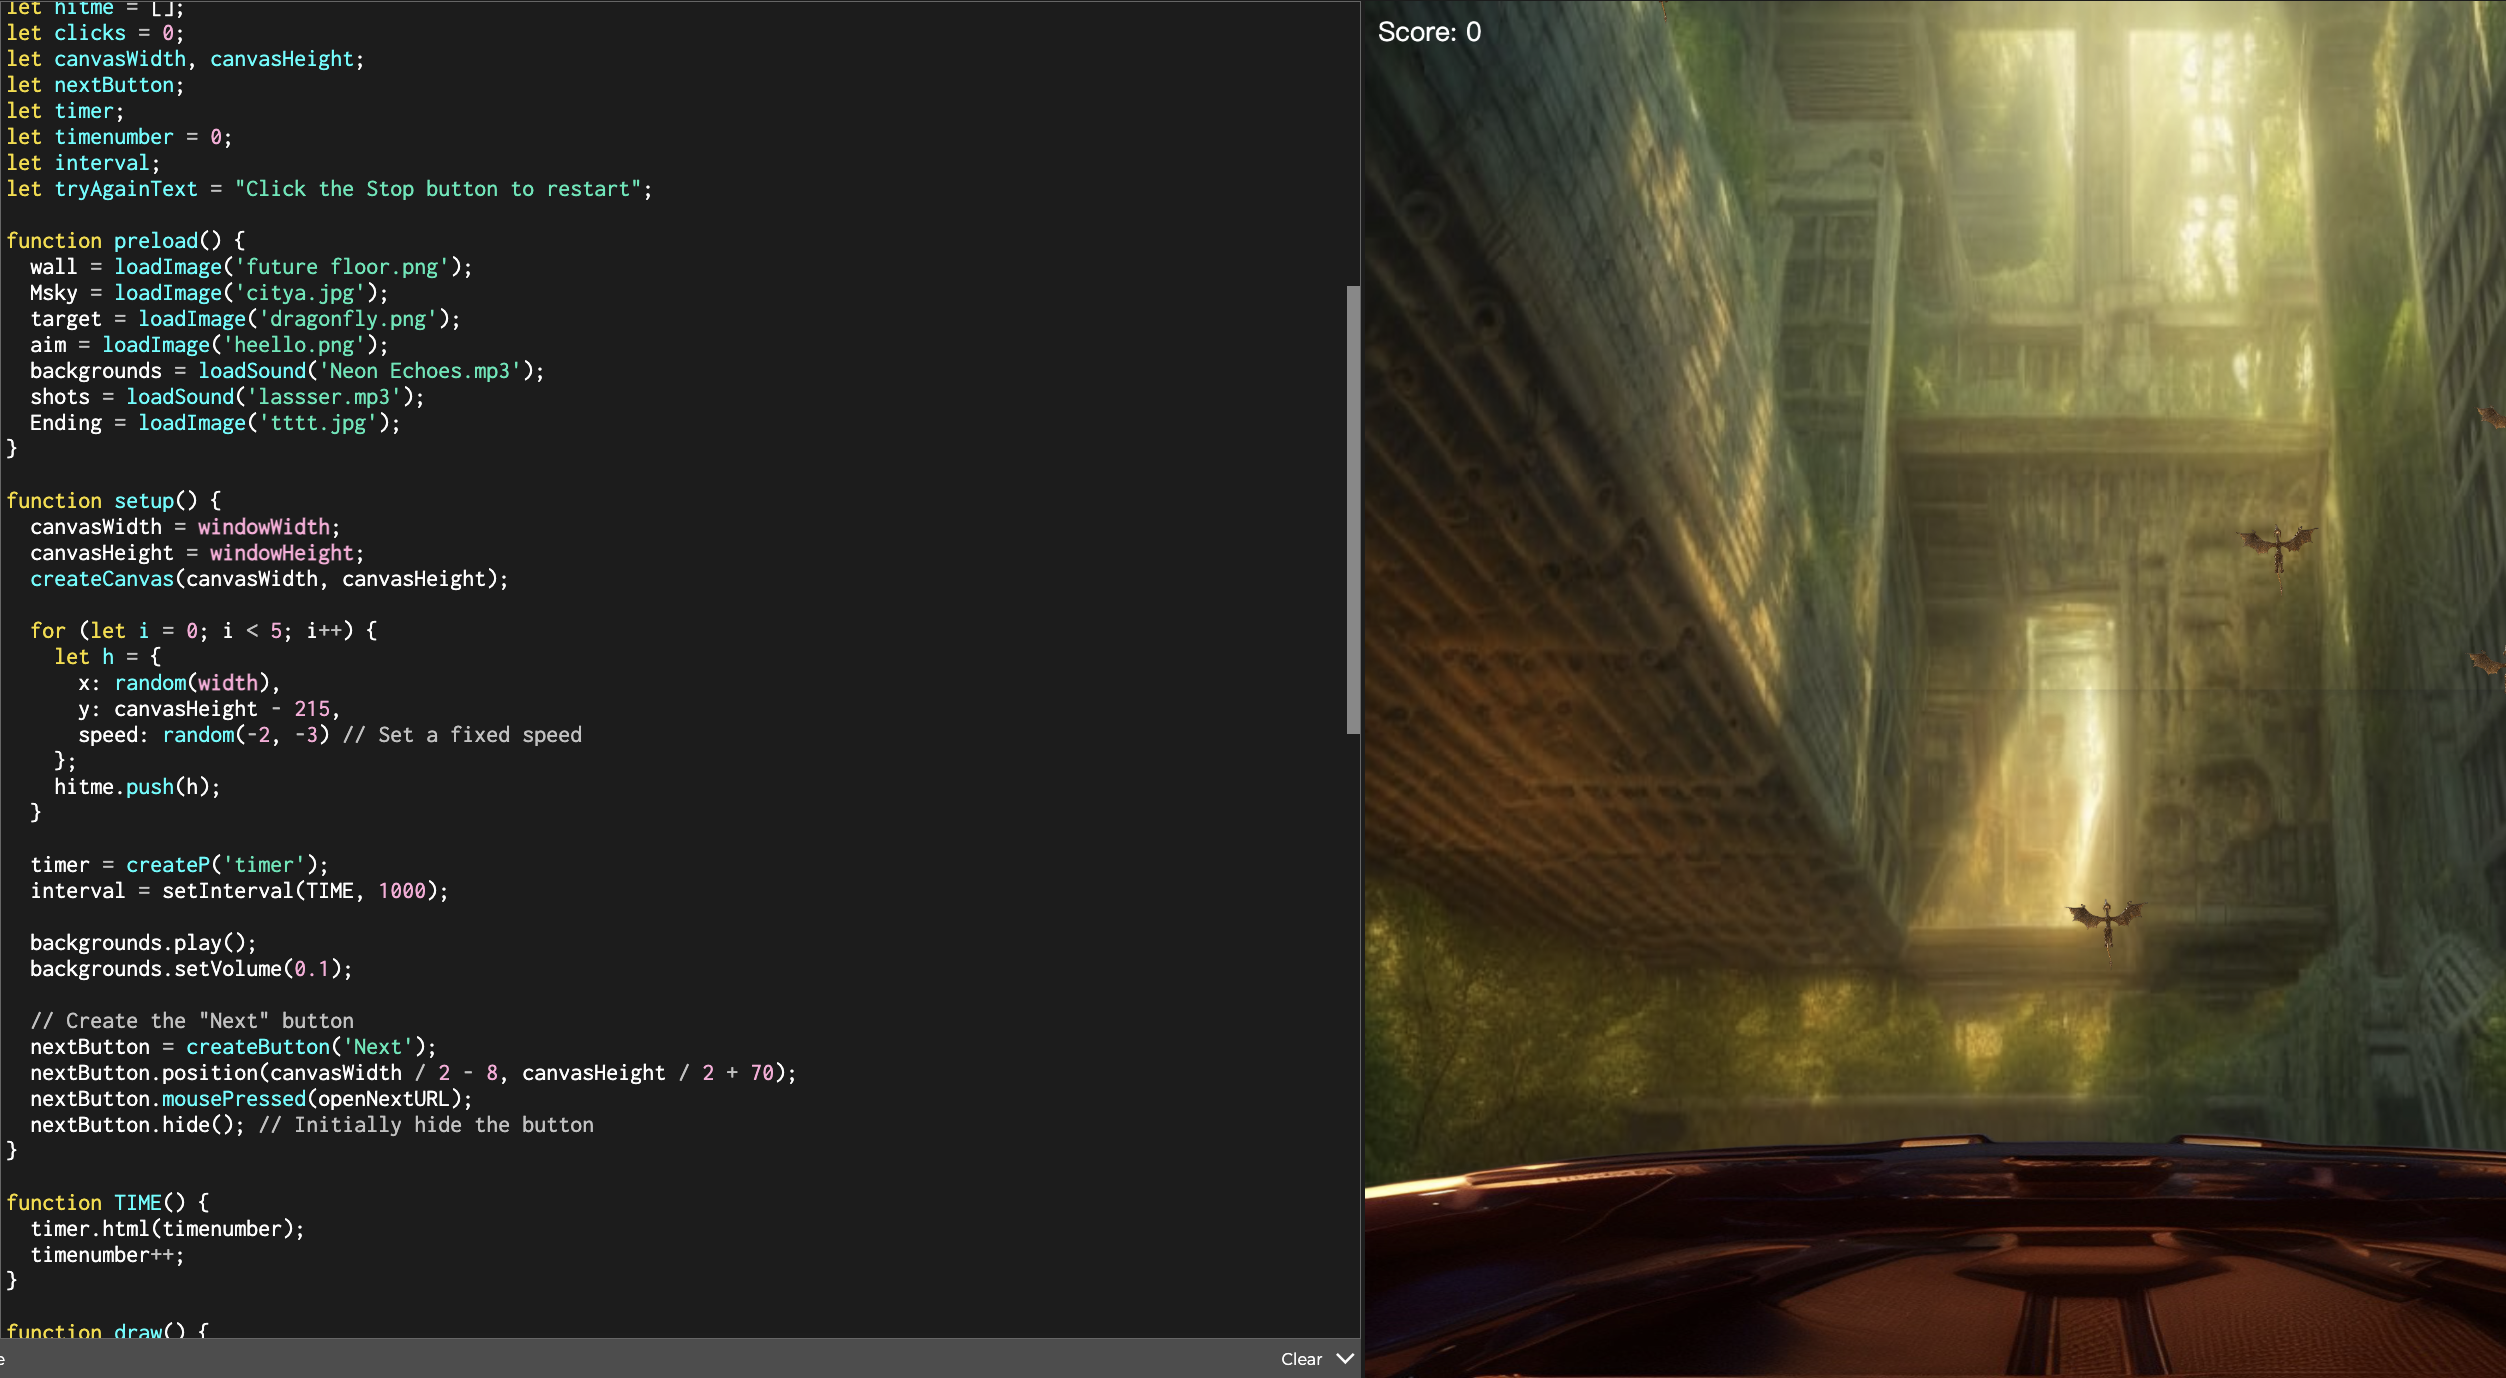 let hitme = [];
let clicks = 0;
let canvasWidth, canvasHeight;
let nextButton;
let timer;
let timenumber = 0;
let interval;
let tryAgainText = "Click the Stop button to restart";
function preload() {
  wall = loadImage('future floor.png');
  Msky = loadImage('citya.jpg');
  target = loadImage('dragonfly.png');
  aim = loadImage('heello.png');
  backgrounds = loadSound('Neon Echoes.mp3');
  shots = loadSound('lassser.mp3');
  Ending = loadImage('tttt.jpg');
}
function setup() {
  canvasWidth = windowWidth;
  canvasHeight = windowHeight;
  createCanvas(canvasWidth, canvasHeight);
  for (let i = 0; i < 5; i++) {
    let h = {
      x: random(width),
      y: canvasHeight - 215,
      speed: random(-2, -3) // Set a fixed speed
    };
    hitme.push(h);
  }
  timer = createP('timer');
  interval = setInterval(TIME, 1000);
  backgrounds.play();
  backgrounds.setVolume(0.1);
  // Create the "Next" button
  nextButton = createButton('Next');
  nextButton.position(canvasWidth / 2 - 8, canvasHeight / 2 + 70);
  nextButton.mousePressed(openNextURL);
  nextButton.hide(); // Initially hide the button
}
function TIME() {
  timer.html(timenumber);
  timenumber++;
}
function draw() {
e
Clear
Score: 0